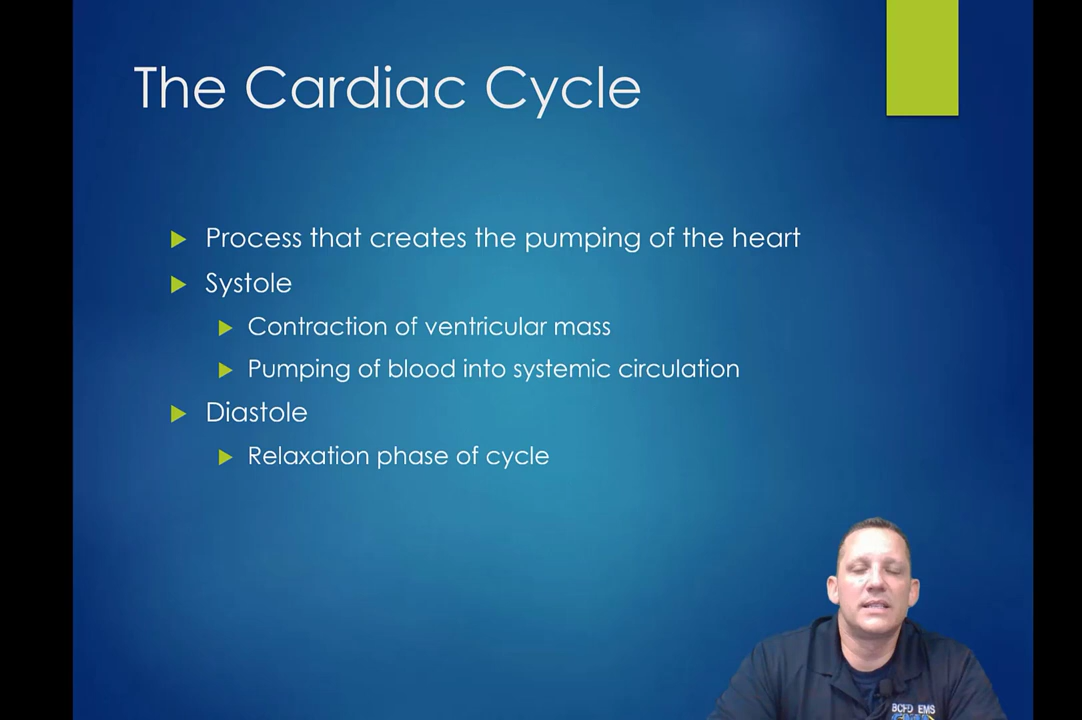 The Cardiac Cycle
Process that creates the pumping of the heart
Systole
Contraction of ventricular mass
Pumping of blood into systemic circulation
Diastole
Relaxation phase of cycle
BCFD EMS